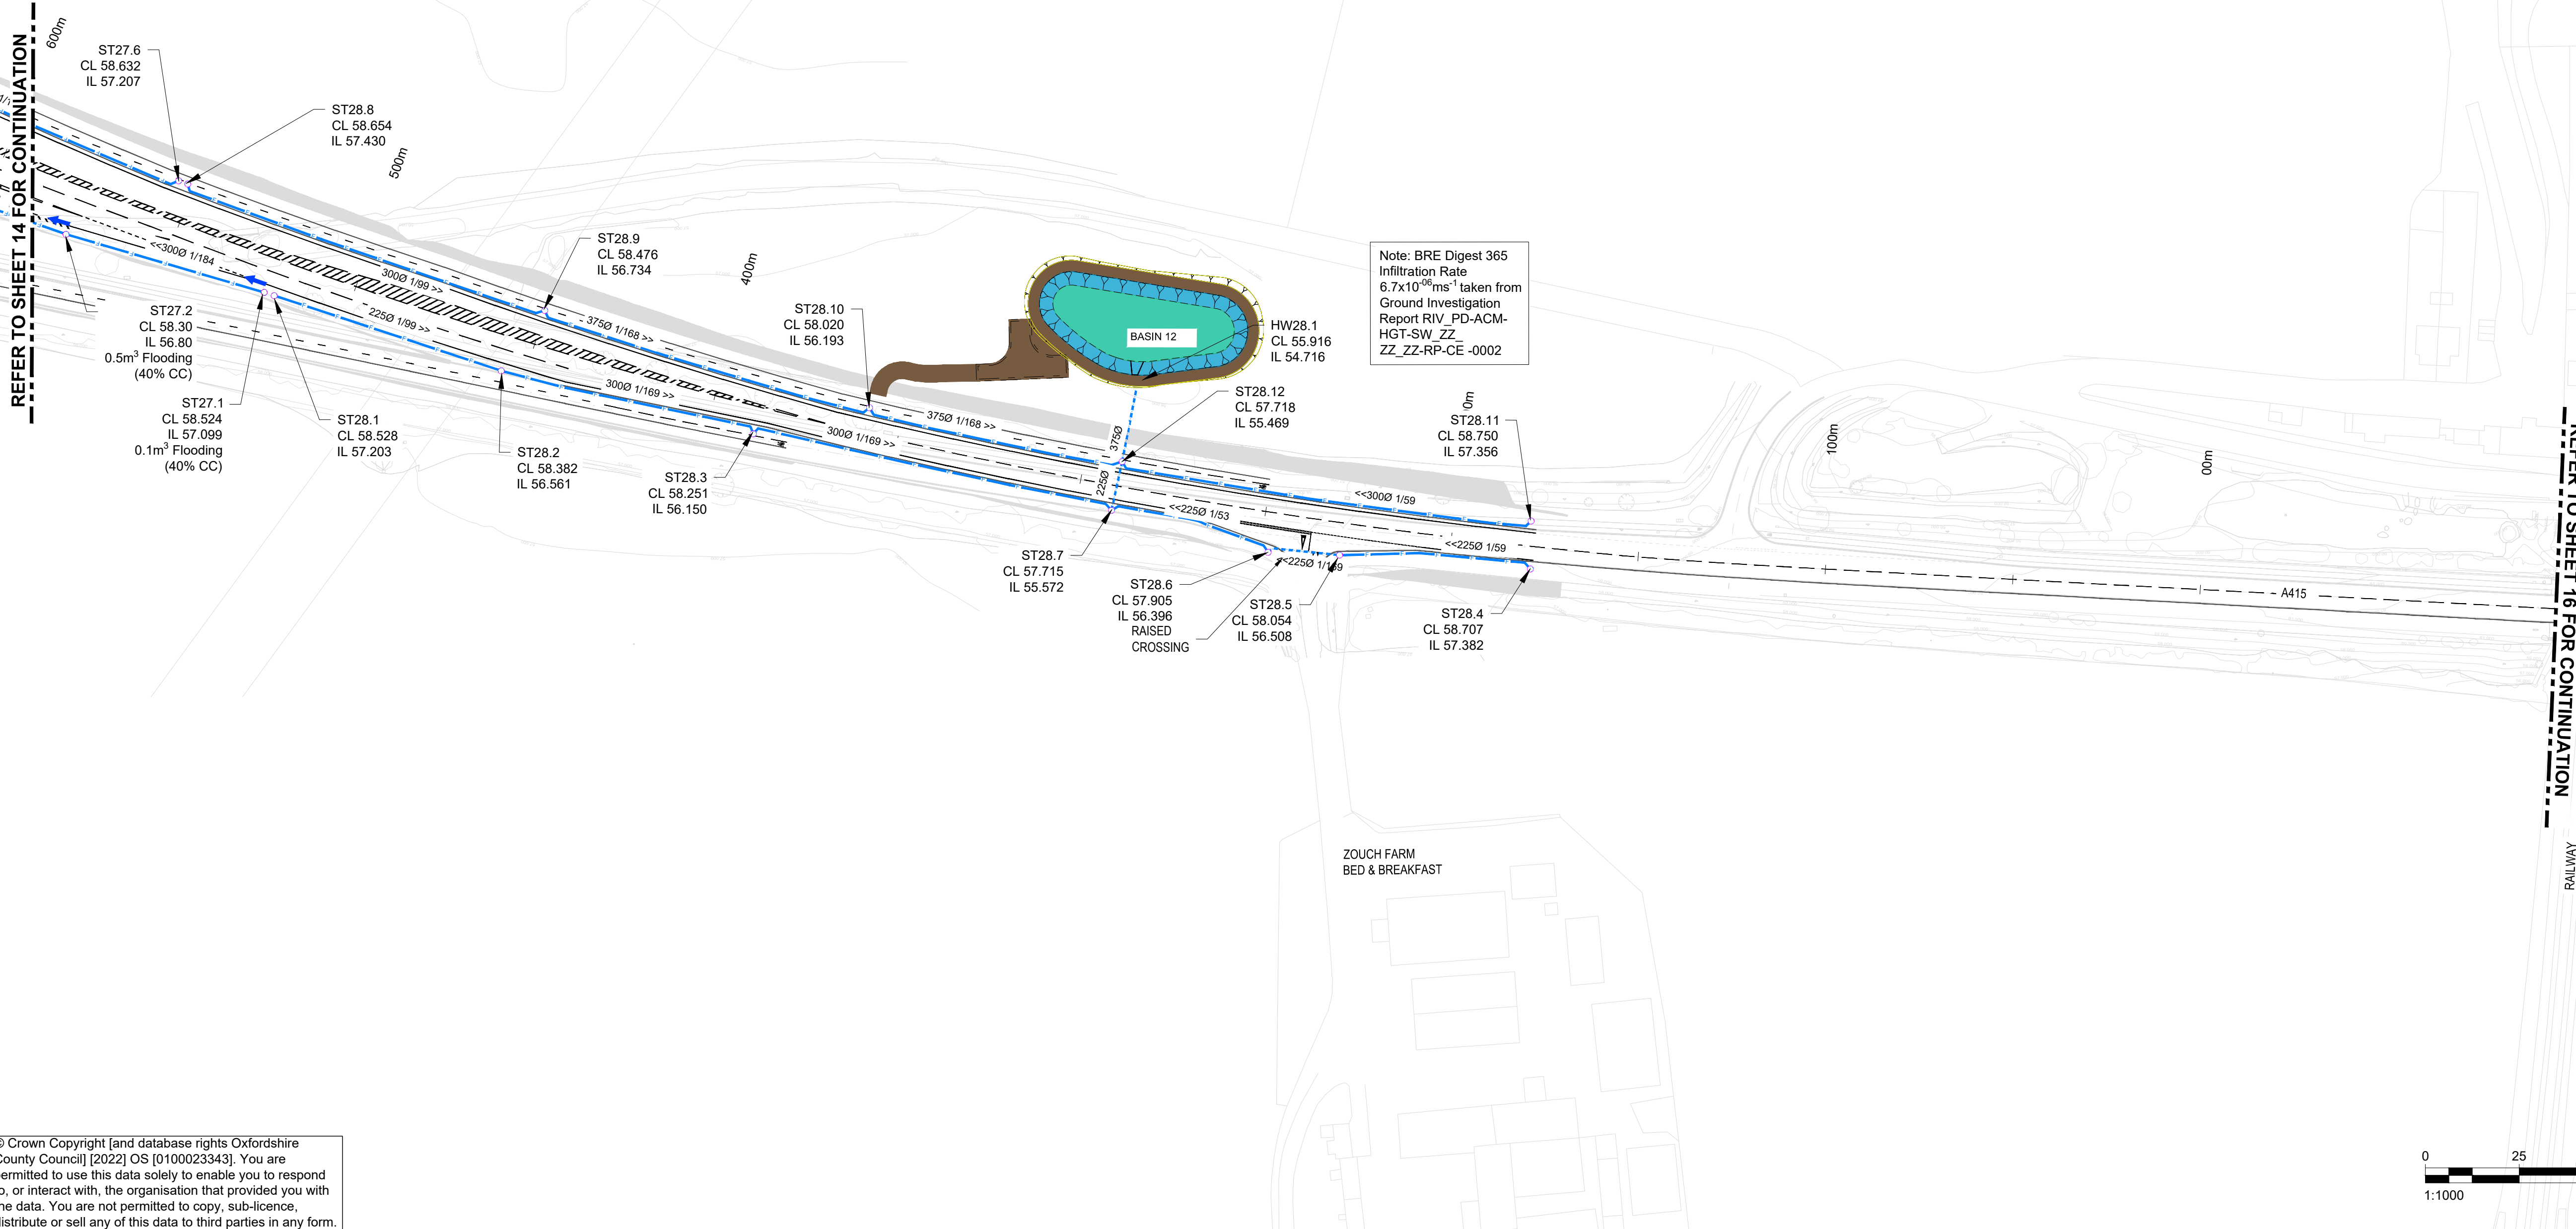 REFER TO SHEET 14 FOR CONTINUATION
600m
ST27.6
CL 58.632
IL 57.207
ST28.8
CL 58.654
IL 57.430
500m
<<300Ø 1/184
300Ø 1/99 >>
225Ø 1/99 >>
ST27.2
CL 58.30
IL 56.80
0.5m³ Flooding
(40% CC)
ST27.1
CL 58.524
IL 57.099
0.1m³ Flooding
(40% CC)
ST28.1
CL 58.528
IL 57.203
ST28.9
CL 58.476
IL 56.734
375Ø 1/168 >>
300Ø 1/169 >>
ST28.2
CL 58.382
IL 56.561
400m
ST28.10
CL 58.020
IL 56.193
ST28.3
CL 58.251
IL 56.150
300Ø 1/169 >>
375Ø 1/168 >>
BASIN 12
HW28.1
CL 55.916
IL 54.716
375Ø
225Ø
ST28.12
CL 57.718
IL 55.469
Note: BRE Digest 365
Infiltration Rate
6.7x10⁻⁰⁶ms⁻¹ taken from
Ground Investigation
Report RIV_PD-ACM-
HGT-SW_ZZ_
ZZ_ZZ-RP-CE -0002
0m
ST28.11
CL 58.750
IL 57.356
<<300Ø 1/59
<<225Ø 1/53
<<225Ø 1/59
ST28.7
CL 57.715
IL 55.572
ST28.6
CL 57.905
IL 56.396
RAISED
CROSSING
ST28.5
CL 58.054
IL 56.508
ST28.4
CL 58.707
IL 57.382
100m
00m
A415
REFER TO SHEET 16 FOR CONTINUATION
RAILWAY
ZOUCH FARM
BED & BREAKFAST
© Crown Copyright [and database rights Oxfordshire
County Council] [2022] OS [0100023343]. You are
permitted to use this data solely to enable you to respond
to, or interact with, the organisation that provided you with
the data. You are not permitted to copy, sub-licence,
distribute or sell any of this data to third parties in any form.
0 25
1:1000